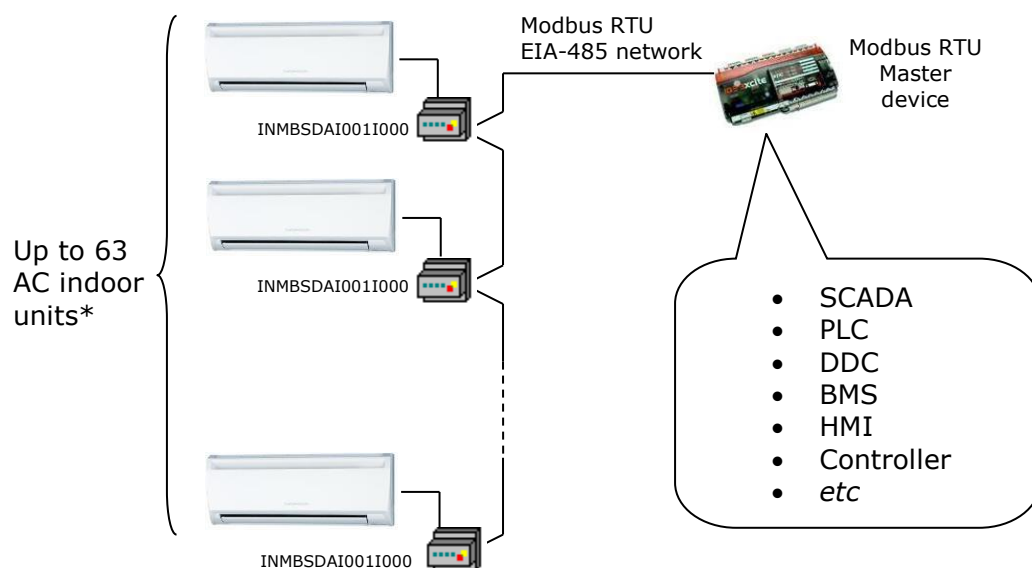 Modbus RTU
EIA-485 network
Modbus RTU
Master
device
INMBSDAI001I000
INMBSDAI001I000
Up to 63
AC indoor
units*
• SCADA
• PLC
• DDC
• BMS
• HMI
• Controller
• etc
INMBSDAI001I000